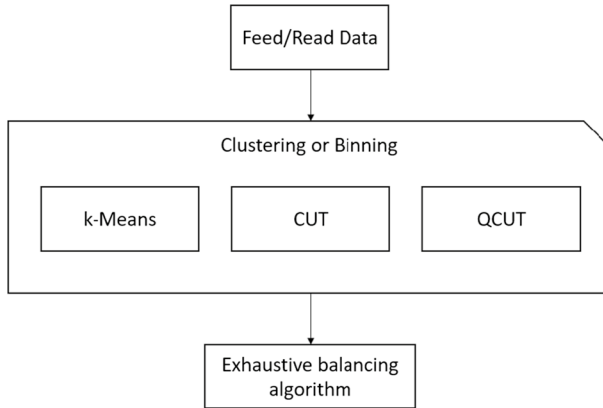 Feed/Read Data
Clustering or Binning
k-Means
CUT
QCUT
Exhaustive balancing
algorithm